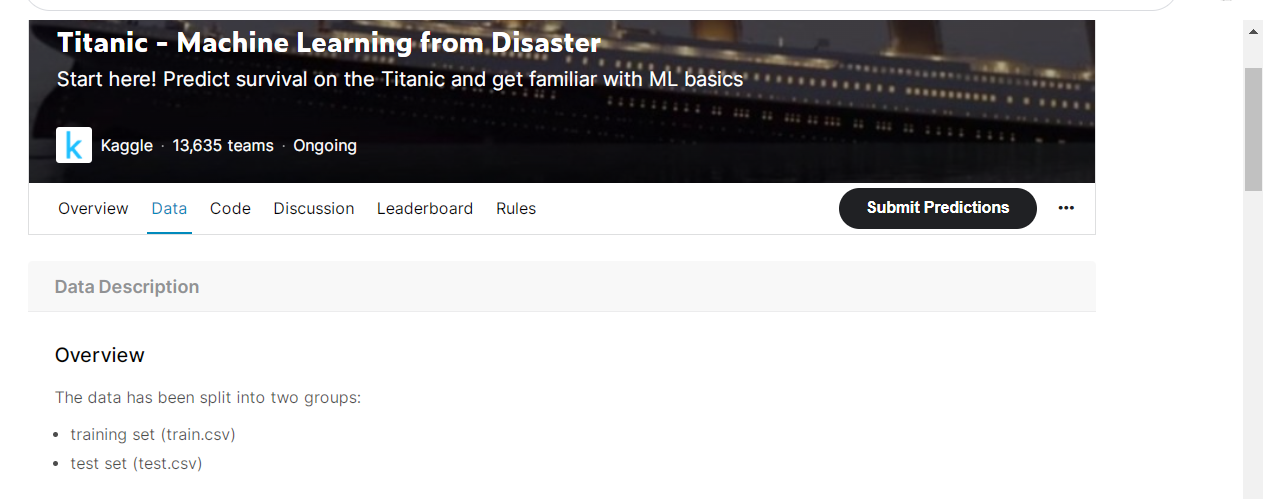 Titanic - Machine Learning from Disaster
Start here! Predict survival on the Titanic and get familiar with ML basics
k Kaggle · 13,635 teams · Ongoing
Overview Data Code Discussion Leaderboard Rules Submit Predictions •••
Data Description
Overview
The data has been split into two groups:
• training set (train.csv)
• test set (test.csv)